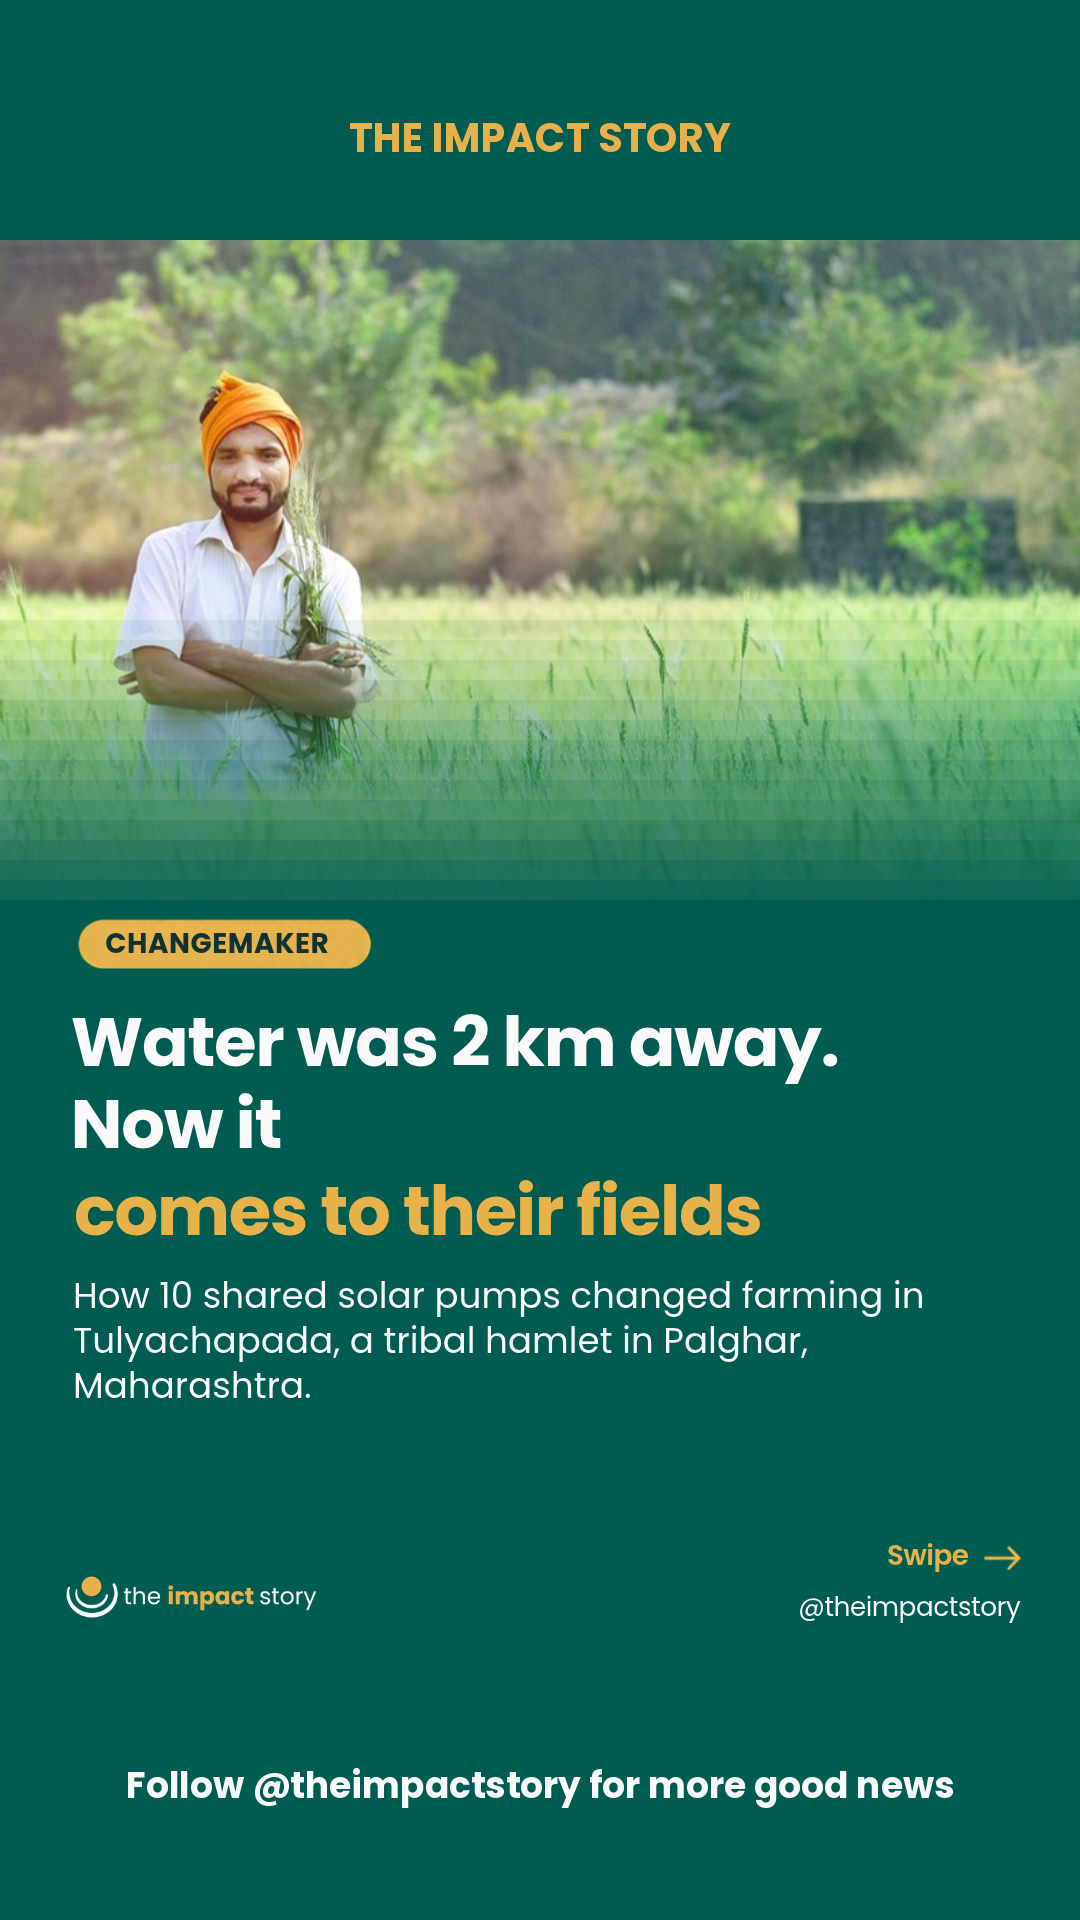 THE IMPACT STORY
CHANGEMAKER
Water was 2 km away.
Now it
comes to their fields
How 10 shared solar pumps changed farming in
Tulyachapada, a tribal hamlet in Palghar,
Maharashtra.
Swipe →
the impact story
@theimpactstory
Follow @theimpactstory for more good news